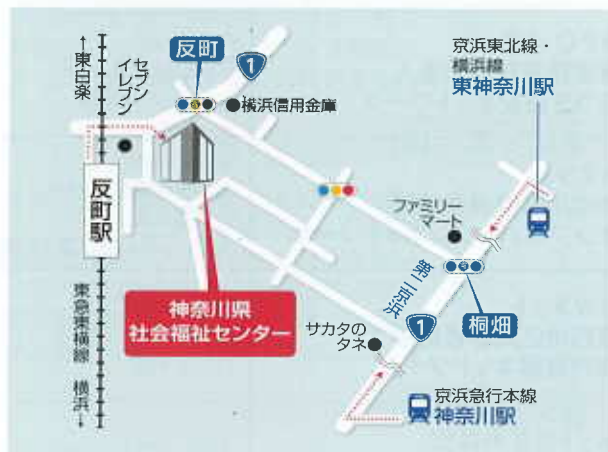 ←東白楽
セブン
イレブン
反町
1
横浜信用金庫
京浜東北線・
横浜線
東神奈川駅
反町駅
ファミリー
マート
神奈川県
社会福祉センター
第二京浜
1
桐畑
サカタの
タネ
東急東横線
横浜→
京浜急行本線
神奈川駅